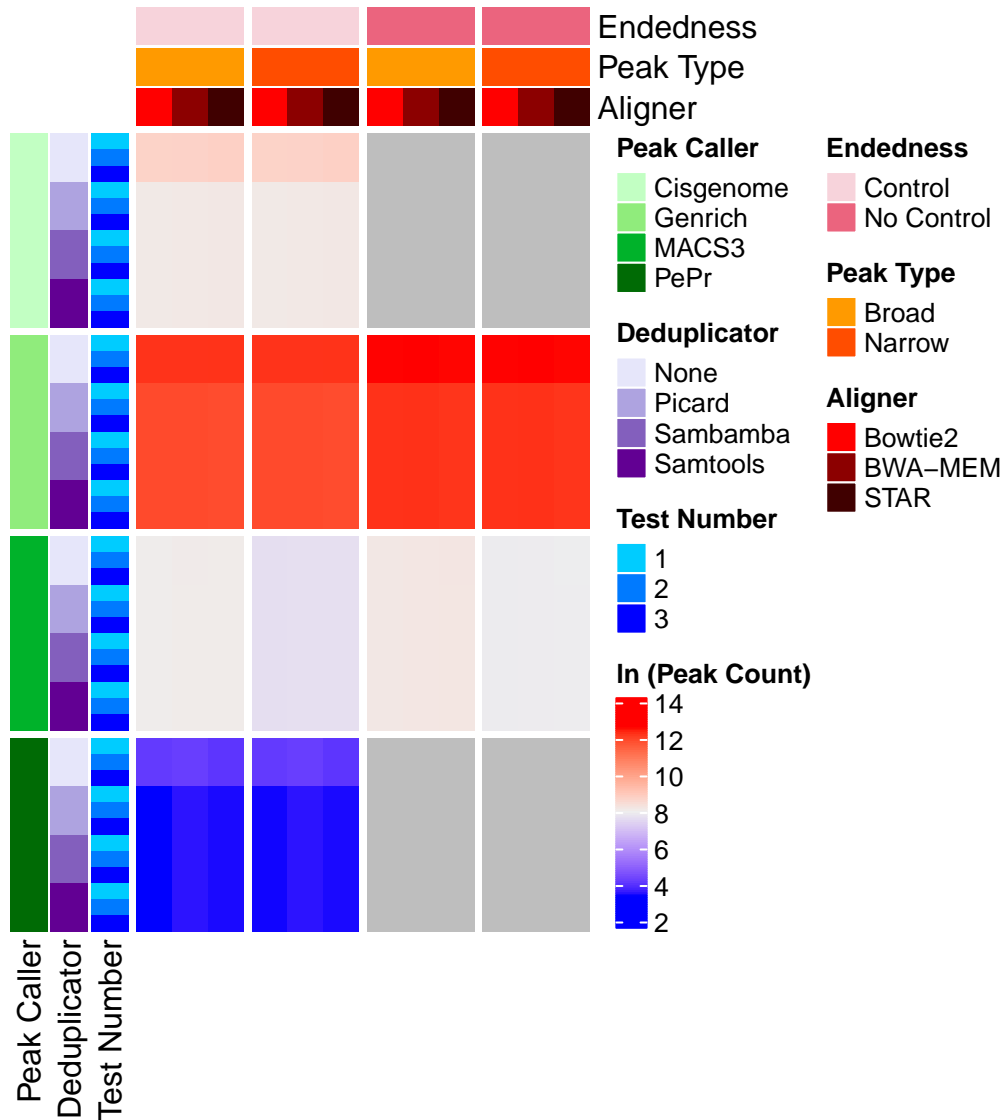 Endedness
Peak Type
Aligner
Peak Caller
Cisgenome
Genrich
MACS3
PePr
Deduplicator
None
Picard
Sambamba
Samtools
Test Number
1
2
3
ln (Peak Count)
14
12
10
8
6
4
2
Endedness
Control
No Control
Peak Type
Broad
Narrow
Aligner
Bowtie2
BWA−MEM
STAR
Peak Caller
Deduplicator
Test Number